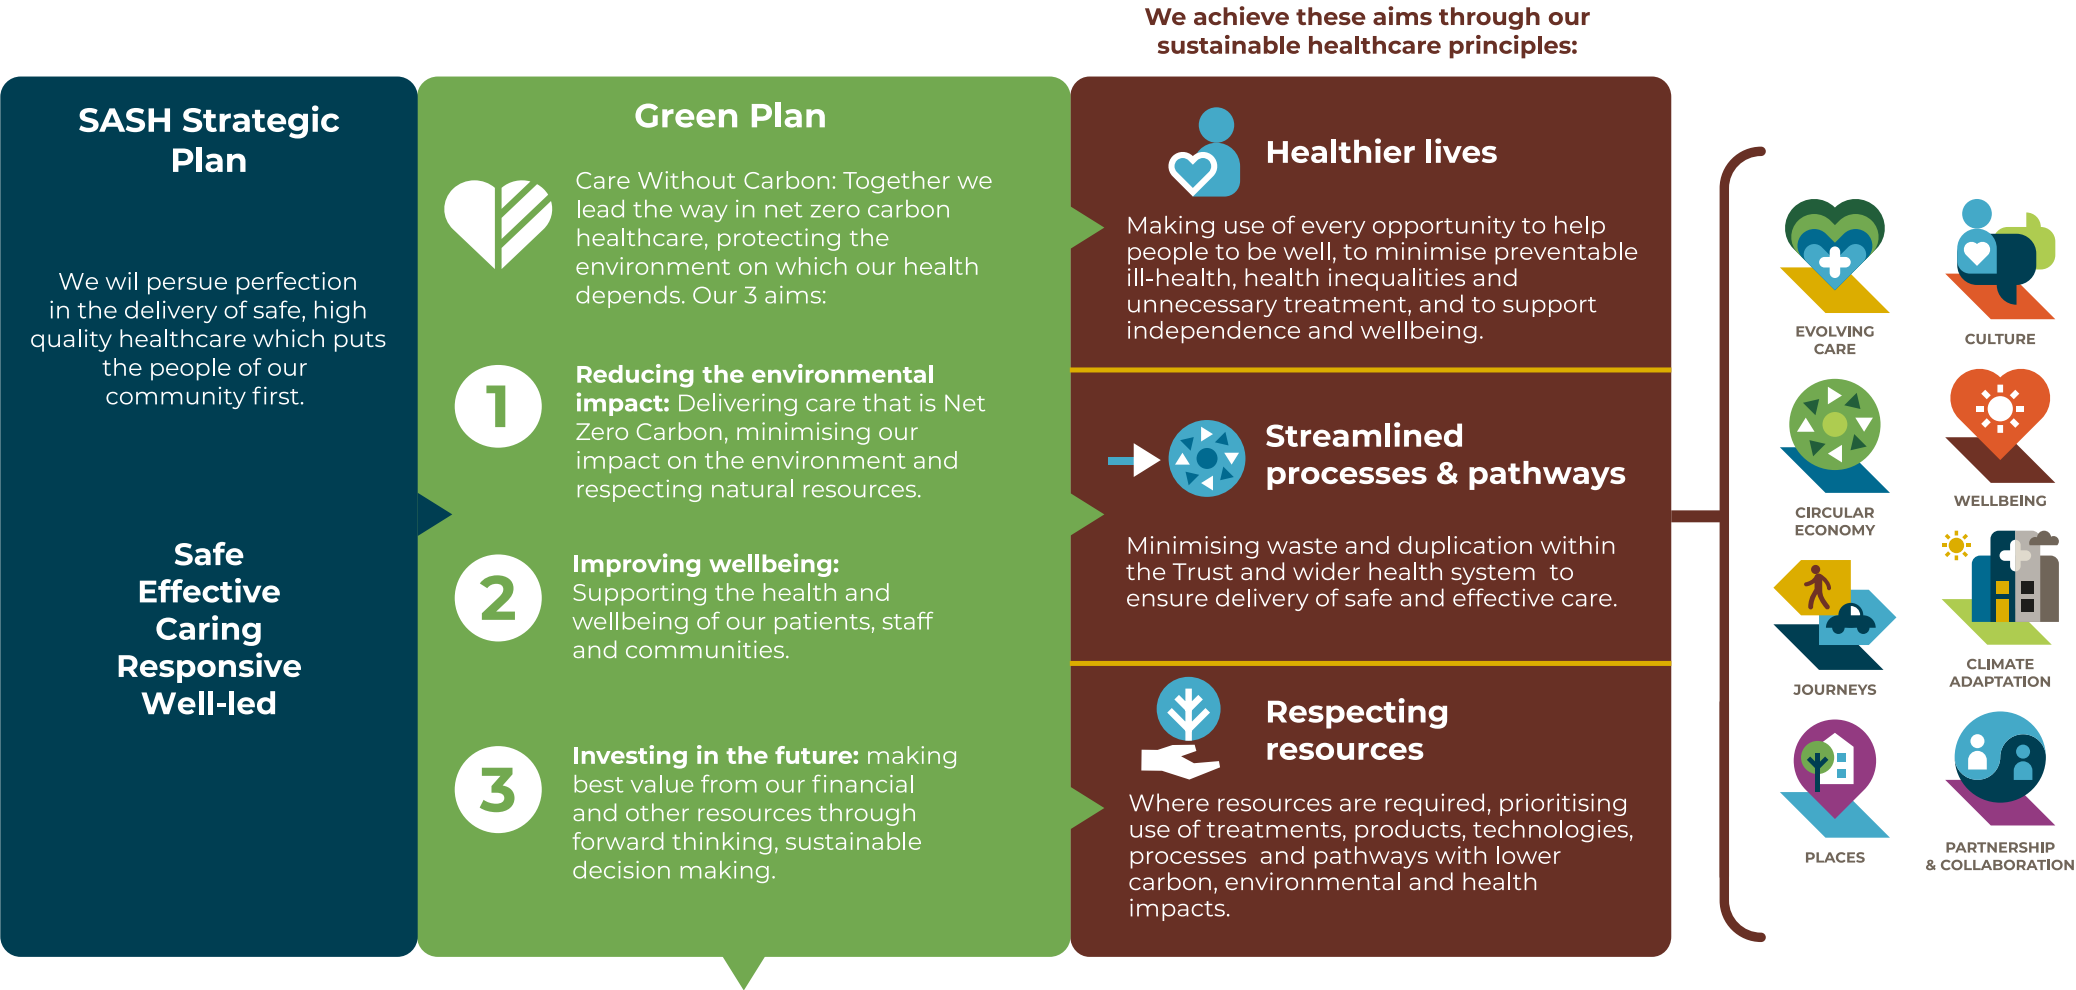 We achieve these aims through our
sustainable healthcare principles:
SASH Strategic
Plan
We wil persue perfection
in the delivery of safe, high
quality healthcare which puts
the people of our
community first.
Safe
Effective
Caring
Responsive
Well-led
Green Plan
Care Without Carbon: Together we
lead the way in net zero carbon
healthcare, protecting the
environment on which our health
depends. Our 3 aims:
1
Reducing the environmental
impact: Delivering care that is Net
Zero Carbon, minimising our
impact on the environment and
respecting natural resources.
2
Improving wellbeing:
Supporting the health and
wellbeing of our patients, staff
and communities.
3
Investing in the future: making
best value from our financial
and other resources through
forward thinking, sustainable
decision making.
Healthier lives
Making use of every opportunity to help
people to be well, to minimise preventable
ill-health, health inequalities and
unnecessary treatment, and to support
independence and wellbeing.
Streamlined
processes & pathways
Minimising waste and duplication within
the Trust and wider health system to
ensure delivery of safe and effective care.
Respecting
resources
Where resources are required, prioritising
use of treatments, products, technologies,
processes and pathways with lower
carbon, environmental and health
impacts.
EVOLVING
CARE
CULTURE
CIRCULAR
ECONOMY
WELLBEING
JOURNEYS
CLIMATE
ADAPTATION
PLACES
PARTNERSHIP
& COLLABORATION